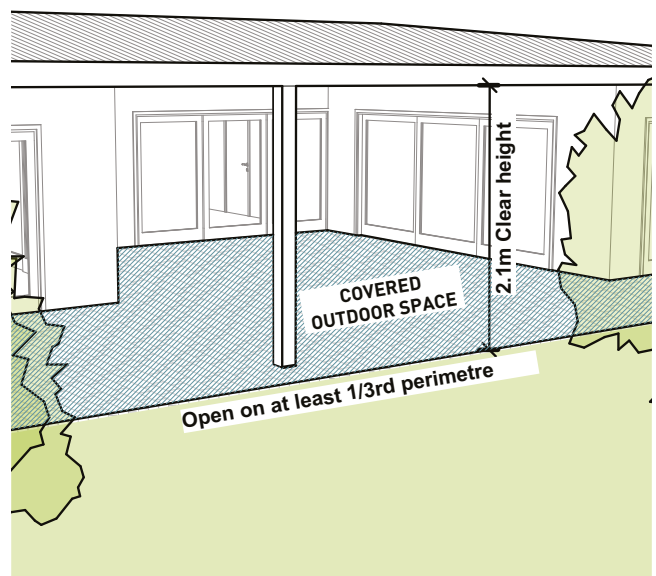 2.1m Clear height
COVERED
OUTDOOR SPACE
Open on at least 1/3rd perimetre